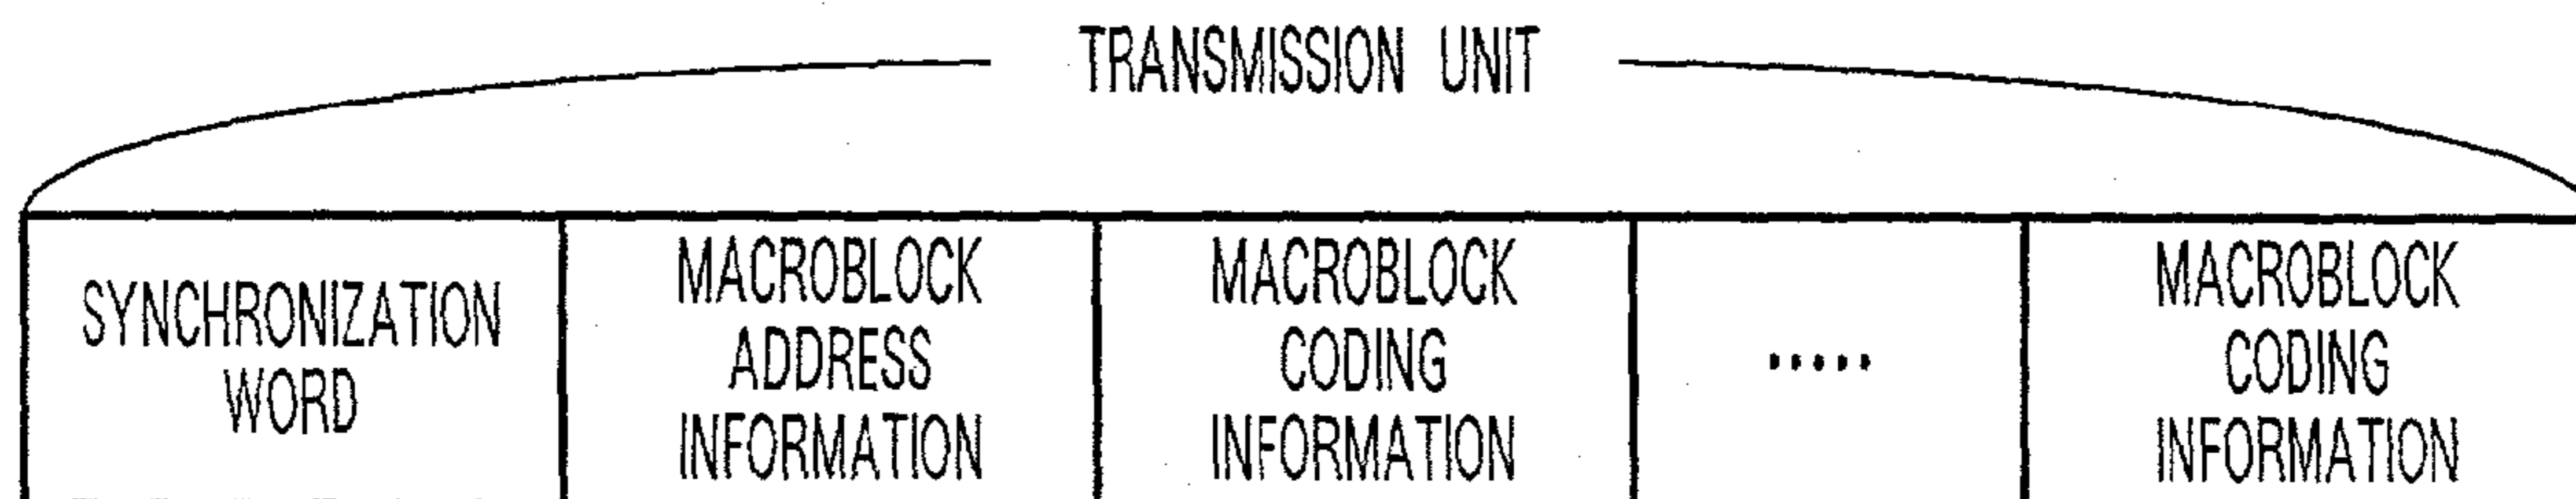 TRANSMISSION UNIT
SYNCHRONIZATION
WORD
MACROBLOCK
ADDRESS
INFORMATION
MACROBLOCK
CODING
INFORMATION
.....
MACROBLOCK
CODING
INFORMATION